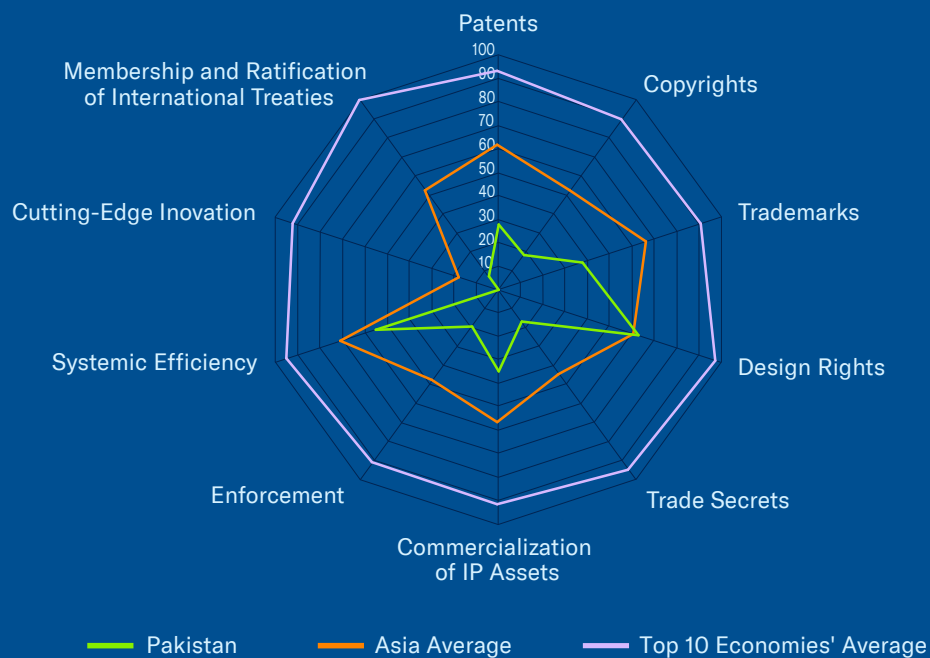 Patents
100
90
80
70
60
50
40
30
20
10
Copyrights
Trademarks
Design Rights
Trade Secrets
Commercialization
of IP Assets
Enforcement
Systemic Efficiency
Cutting-Edge Inovation
Membership and Ratification
of International Treaties
Pakistan
Asia Average
Top 10 Economies' Average